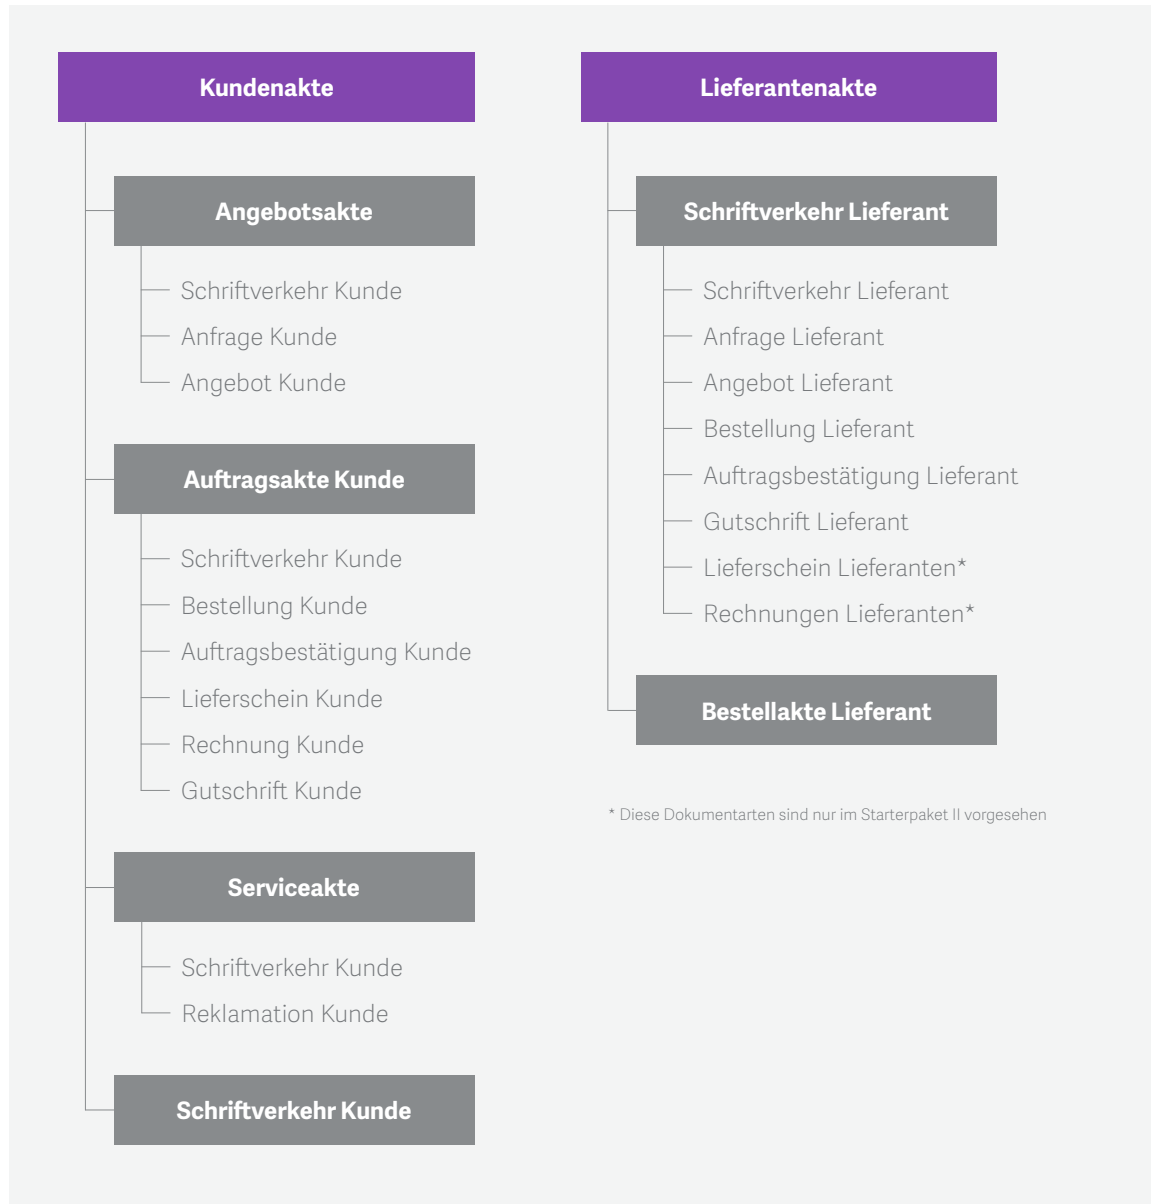 Kundenakte
Angebotsakte
Schriftverkehr Kunde
Anfrage Kunde
Angebot Kunde
Auftragsakte Kunde
Schriftverkehr Kunde
Bestellung Kunde
Auftragsbestätigung Kunde
Lieferschein Kunde
Rechnung Kunde
Gutschrift Kunde
Serviceakte
Schriftverkehr Kunde
Reklamation Kunde
Schriftverkehr Kunde
Lieferantenakte
Schriftverkehr Lieferant
Schriftverkehr Lieferant
Anfrage Lieferant
Angebot Lieferant
Bestellung Lieferant
Auftragsbestätigung Lieferant
Gutschrift Lieferant
Lieferschein Lieferanten*
Rechnungen Lieferanten*
Bestellakte Lieferant
* Diese Dokumentarten sind nur im Starterpaket II vorgesehen